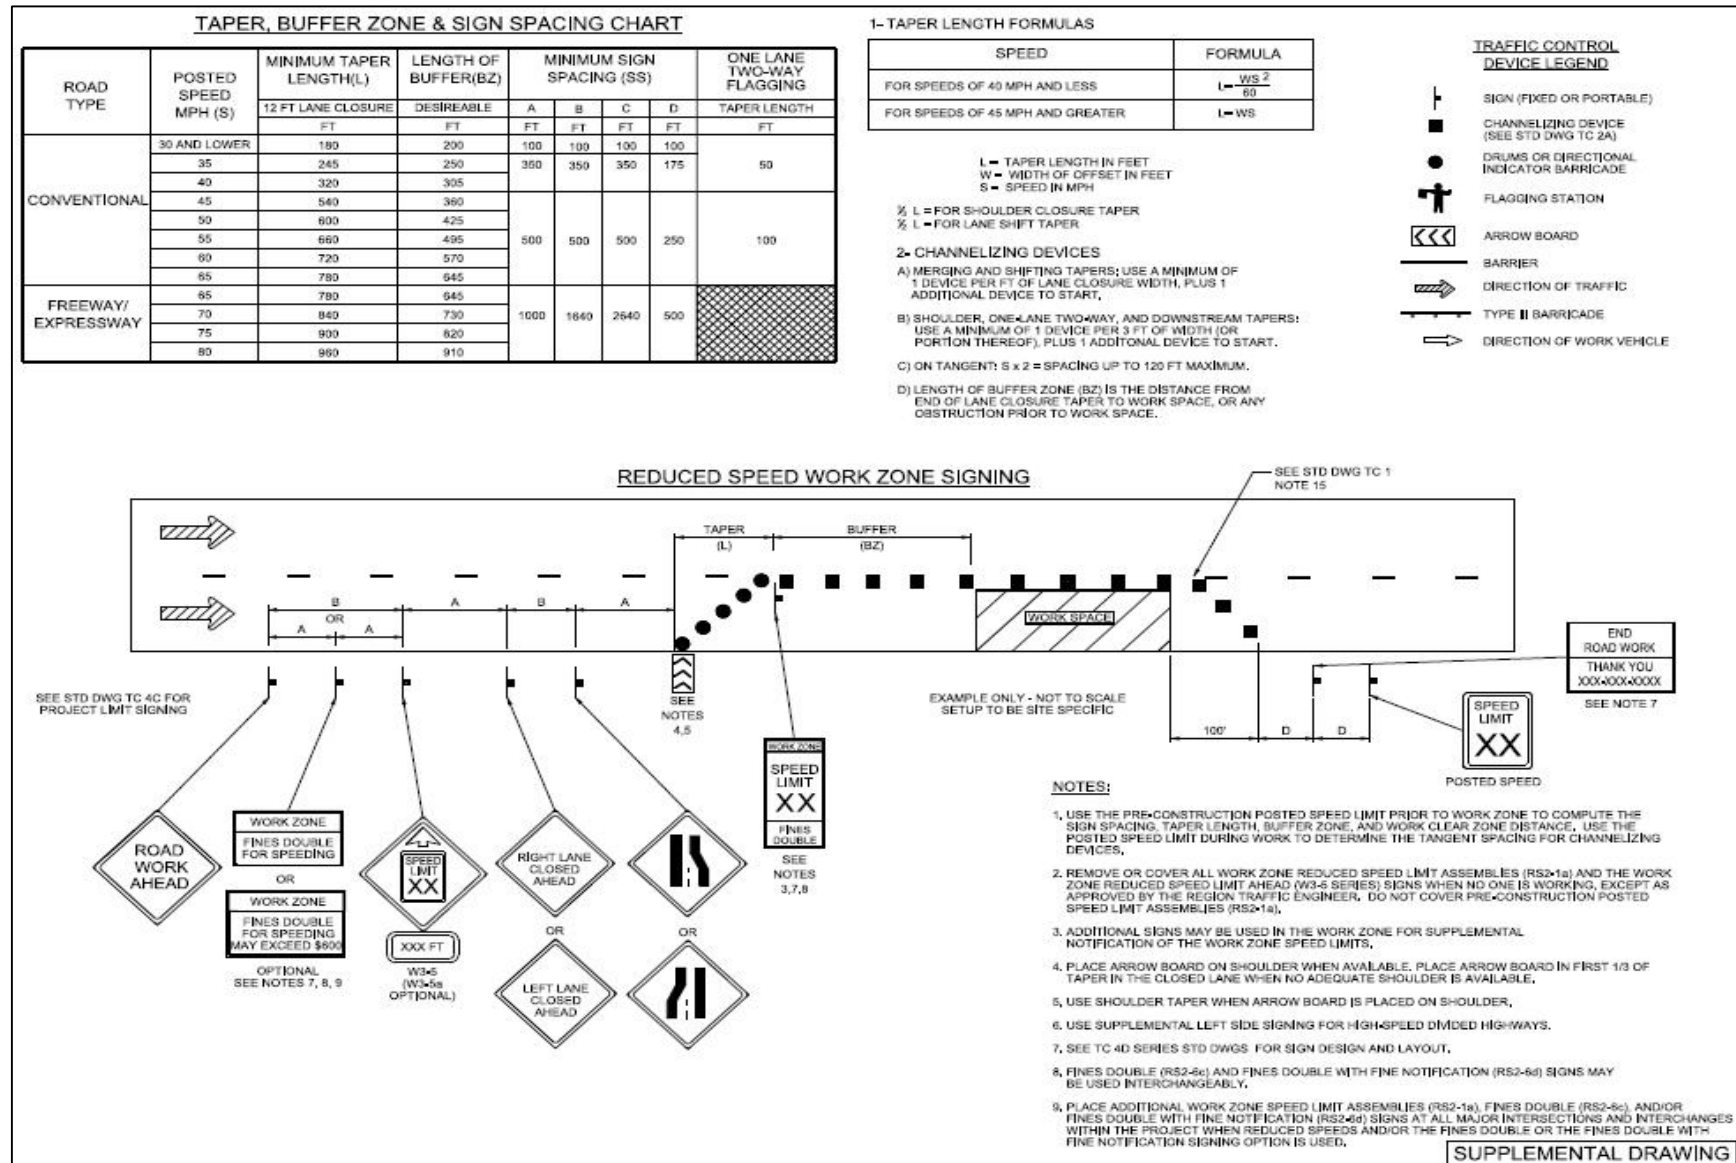 TAPER, BUFFER ZONE & SIGN SPACING CHART
ROAD TYPE
POSTED SPEED MPH (S)
MINIMUM TAPER LENGTH(L)
LENGTH OF BUFFER(BZ)
MINIMUM SIGN SPACING (SS)
ONE LANE TWO-WAY FLAGGING
12 FT LANE CLOSURE DESIREABLE A B C D TAPER LENGTH
FT FT FT FT FT FT FT
CONVENTIONAL
30 AND LOWER 180 200 100 100 100 100
35 245 250 350 350 350 175 50
40 320 305
45 540 360
50 600 425
55 660 495 500 500 500 250 100
60 720 570
65 780 645
FREEWAY/
EXPRESSWAY
65 780 645
70 840 730 1000 1640 2640 500
75 900 820
80 960 910
1- TAPER LENGTH FORMULAS
SPEED FORMULA
FOR SPEEDS OF 40 MPH AND LESS L= WS 2 / 60
FOR SPEEDS OF 45 MPH AND GREATER L= WS
L = TAPER LENGTH IN FEET
W = WIDTH OF OFFSET IN FEET
S = SPEED IN MPH
L = FOR SHOULDER CLOSURE TAPER
L = FOR LANE SHIFT TAPER
2- CHANNELIZING DEVICES
A) MERGING AND SHIFTING TAPERS; USE A MINIMUM OF
1 DEVICE PER FT OF LANE CLOSURE WIDTH, PLUS 1
ADDITIONAL DEVICE TO START.
B) SHOULDER, ONE-LANE TWO-WAY, AND DOWNSTREAM TAPERS:
USE A MINIMUM OF 1 DEVICE PER 3 FT OF WIDTH (OR
PORTION THEREOF), PLUS 1 ADDITONAL DEVICE TO START.
C) ON TANGENT: S x 2 = SPACING UP TO 120 FT MAXIMUM.
D) LENGTH OF BUFFER ZONE (BZ) IS THE DISTANCE FROM
END OF LANE CLOSURE TAPER TO WORK SPACE, OR ANY
OBSTRUCTION PRIOR TO WORK SPACE.
TRAFFIC CONTROL
DEVICE LEGEND
SIGN (FIXED OR PORTABLE)
CHANNELIZING DEVICE
(SEE STD DWG TC 2A)
DRUMS OR DIRECTIONAL
INDICATOR BARRICADE
FLAGGING STATION
ARROW BOARD
BARRIER
DIRECTION OF TRAFFIC
TYPE III BARRICADE
DIRECTION OF WORK VEHICLE
REDUCED SPEED WORK ZONE SIGNING
SEE STD DWG TC 1
NOTE 15
TAPER
(L)
BUFFER
(BZ)
B
OR
A A
A B A
WORK SPACE
SEE STD DWG TC 4C FOR
PROJECT LIMIT SIGNING
SEE
NOTES
4,5
EXAMPLE ONLY - NOT TO SCALE
SETUP TO BE SITE SPECIFIC
100' D D
END
ROAD WORK
THANK YOU
XXX-XXX-XXXX
SEE NOTE 7
SPEED
LIMIT
XX
POSTED SPEED
ROAD
WORK
AHEAD
WORK ZONE
FINES DOUBLE
FOR SPEEDING
OR
WORK ZONE
FINES DOUBLE
FOR SPEEDING
MAY EXCEED $600
OPTIONAL
SEE NOTES 7, 8, 9
SPEED
LIMIT
XX
XXX FT
W3-5
(W3-5a
OPTIONAL)
RIGHT LANE
CLOSED
AHEAD
OR
LEFT LANE
CLOSED
AHEAD
OR
WORK ZONE
SPEED
LIMIT
XX
FINES
DOUBLE
SEE
NOTES
3,7,8
NOTES:
1. USE THE PRE-CONSTRUCTION POSTED SPEED LIMIT PRIOR TO WORK ZONE TO COMPUTE THE
SIGN SPACING, TAPER LENGTH, BUFFER ZONE, AND WORK CLEAR ZONE DISTANCE. USE THE
POSTED SPEED LIMIT DURING WORK TO DETERMINE THE TANGENT SPACING FOR CHANNELIZING
DEVICES.
2. REMOVE OR COVER ALL WORK ZONE REDUCED SPEED LIMIT ASSEMBLIES (RS2-1a) AND THE WORK
ZONE REDUCED SPEED LIMIT AHEAD (W3-5 SERIES) SIGNS WHEN NO ONE IS WORKING, EXCEPT AS
APPROVED BY THE REGION TRAFFIC ENGINEER. DO NOT COVER PRE-CONSTRUCTION POSTED
SPEED LIMIT ASSEMBLIES (RS2-1a).
3. ADDITIONAL SIGNS MAY BE USED IN THE WORK ZONE FOR SUPPLEMENTAL
NOTIFICATION OF THE WORK ZONE SPEED LIMITS.
4. PLACE ARROW BOARD ON SHOULDER WHEN AVAILABLE. PLACE ARROW BOARD IN FIRST 1/3 OF
TAPER IN THE CLOSED LANE WHEN NO ADEQUATE SHOULDER IS AVAILABLE.
5. USE SHOULDER TAPER WHEN ARROW BOARD IS PLACED ON SHOULDER.
6. USE SUPPLEMENTAL LEFT SIDE SIGNING FOR HIGH-SPEED DIVIDED HIGHWAYS.
7. SEE TC 4D SERIES STD DWGS FOR SIGN DESIGN AND LAYOUT.
8. FINES DOUBLE (RS2-6c) AND FINES DOUBLE WITH FINE NOTIFICATION (RS2-6d) SIGNS MAY
BE USED INTERCHANGEABLY.
9. PLACE ADDITIONAL WORK ZONE SPEED LIMIT ASSEMBLIES (RS2-1a), FINES DOUBLE (RS2-6c), AND/OR
FINES DOUBLE WITH FINE NOTIFICATION (RS2-6d) SIGNS AT ALL MAJOR INTERSECTIONS AND INTERCHANGES
WITHIN THE PROJECT WHEN REDUCED SPEEDS AND/OR THE FINES DOUBLE OR THE FINES DOUBLE WITH
FINE NOTIFICATION SIGNING OPTION IS USED.
SUPPLEMENTAL DRAWING